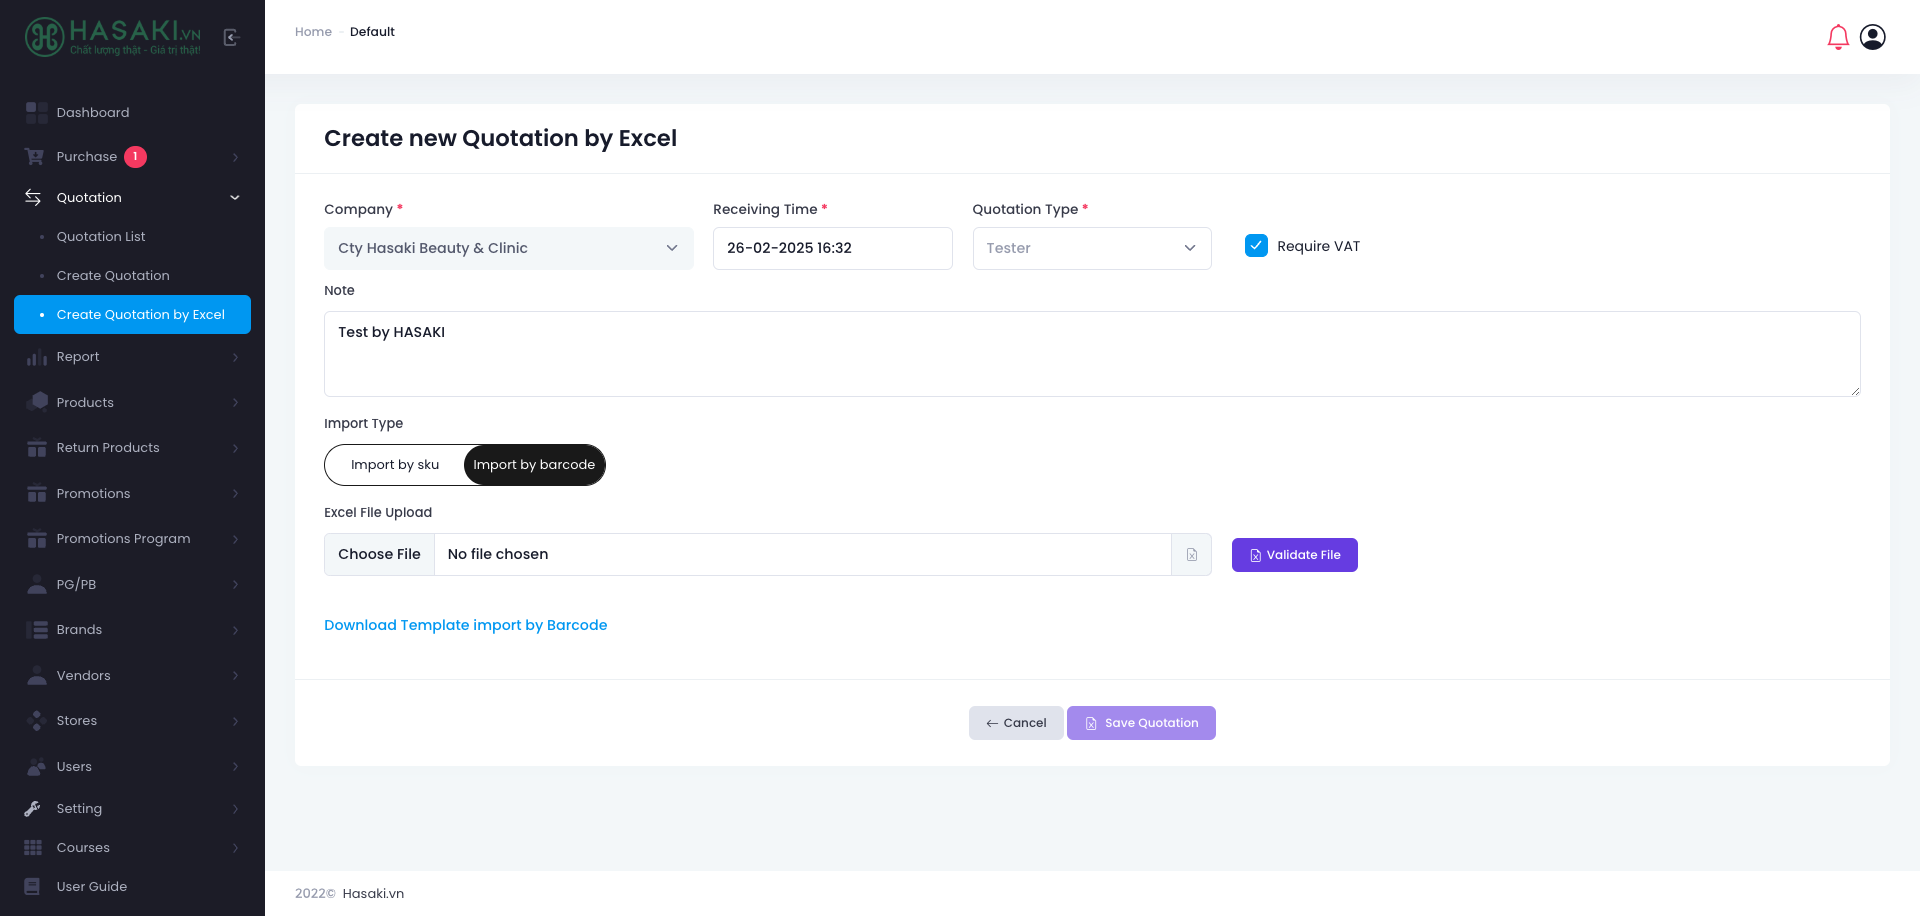 HASAKI.VN
Chất lượng thật - Giá trị thật!
Home - Default
Dashboard
Purchase 1
Quotation
Quotation List
Create Quotation
Create Quotation by Excel
Report
Products
Return Products
Promotions
Promotions Program
PG/PB
Brands
Vendors
Stores
Users
Setting
Courses
User Guide
Create new Quotation by Excel
Company * Receiving Time * Quotation Type *
Cty Hasaki Beauty & Clinic 26-02-2025 16:32 Tester Require VAT
Note
Test by HASAKI
Import Type
Import by sku Import by barcode
Excel File Upload
Choose File No file chosen Validate File
Download Template import by Barcode
Cancel Save Quotation
2022© Hasaki.vn